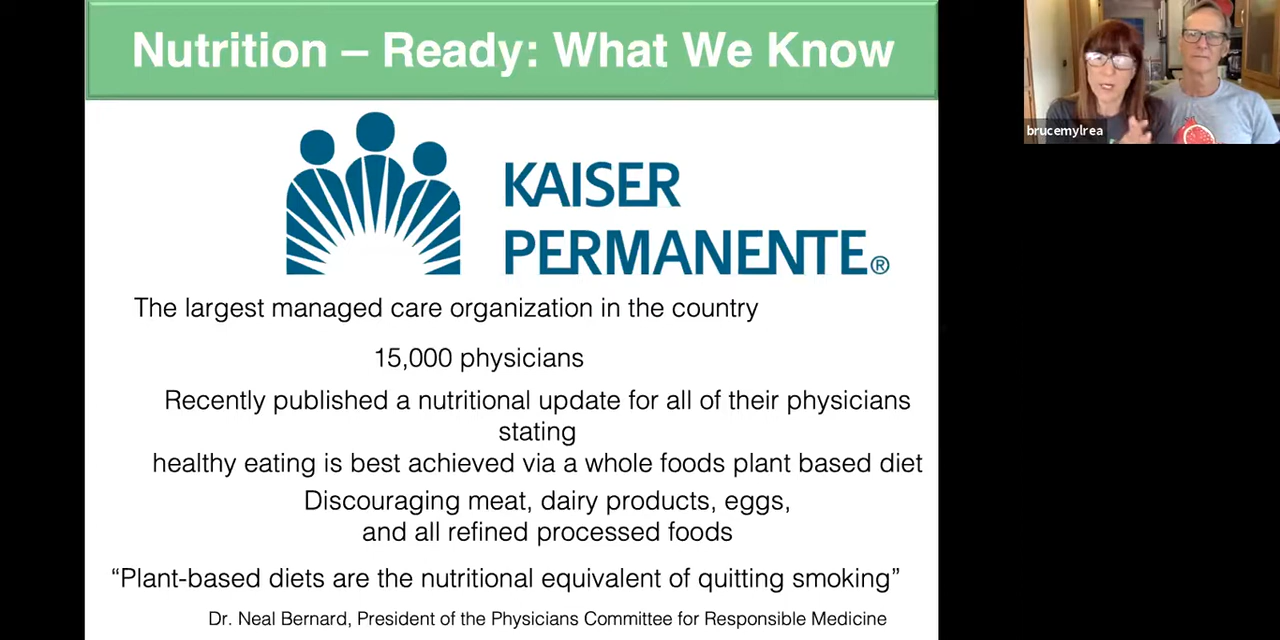 Nutrition – Ready: What We Know
brucemylrea
KAISER
PERMANENTE®
The largest managed care organization in the country
15,000 physicians
Recently published a nutritional update for all of their physicians
stating
healthy eating is best achieved via a whole foods plant based diet
Discouraging meat, dairy products, eggs,
and all refined processed foods
“Plant-based diets are the nutritional equivalent of quitting smoking”
Dr. Neal Bernard, President of the Physicians Committee for Responsible Medicine